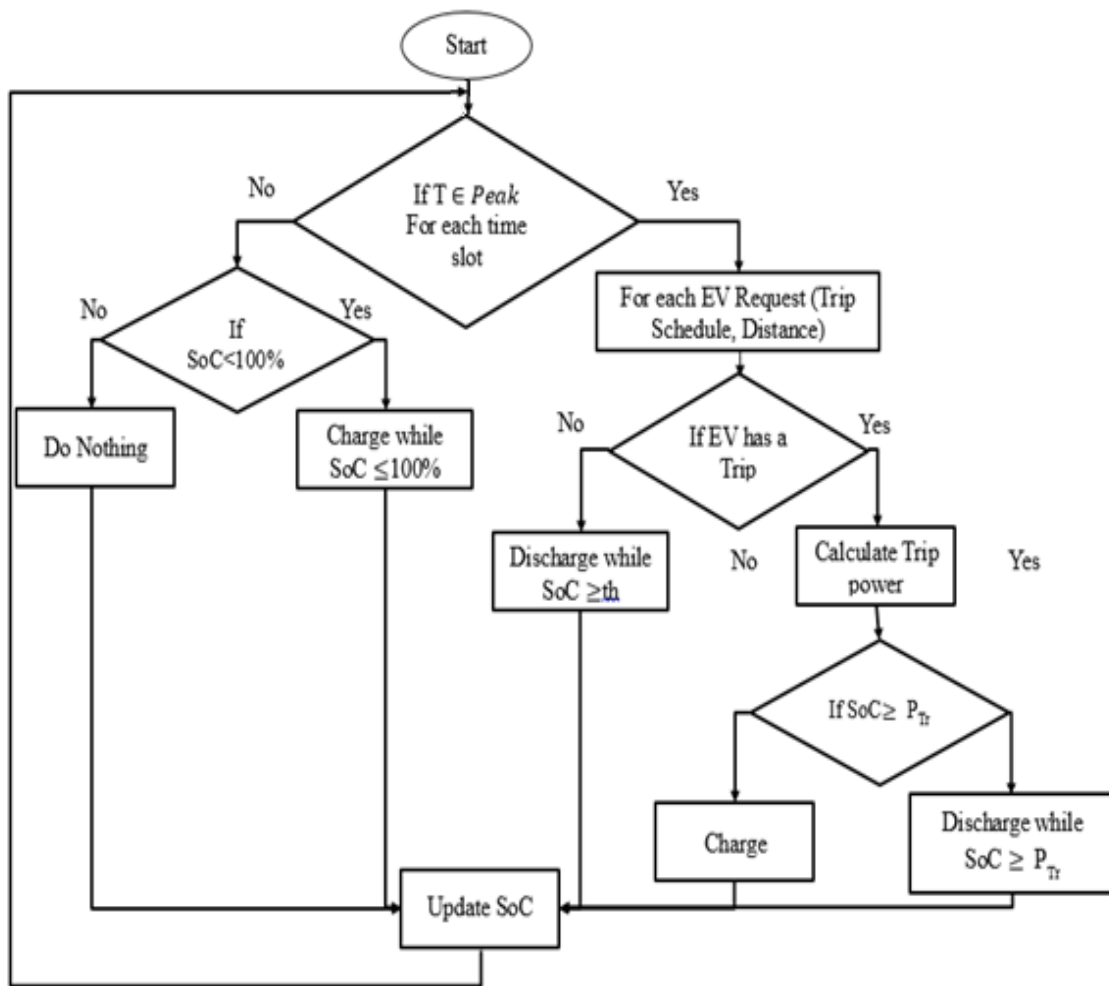 Start
No
If T ∈ Peak
For each time
slot
Yes
No
If
SoC<100%
Yes
For each EV Request (Trip
Schedule, Distance)
Do Nothing
Charge while
SoC ≤100%
No
If EV has a
Trip
Yes
Discharge while
SoC ≥th
No
Calculate Trip
power
Yes
If SoC≥ P_Tr
Charge
Discharge while
SoC ≥ P_Tr
Update SoC